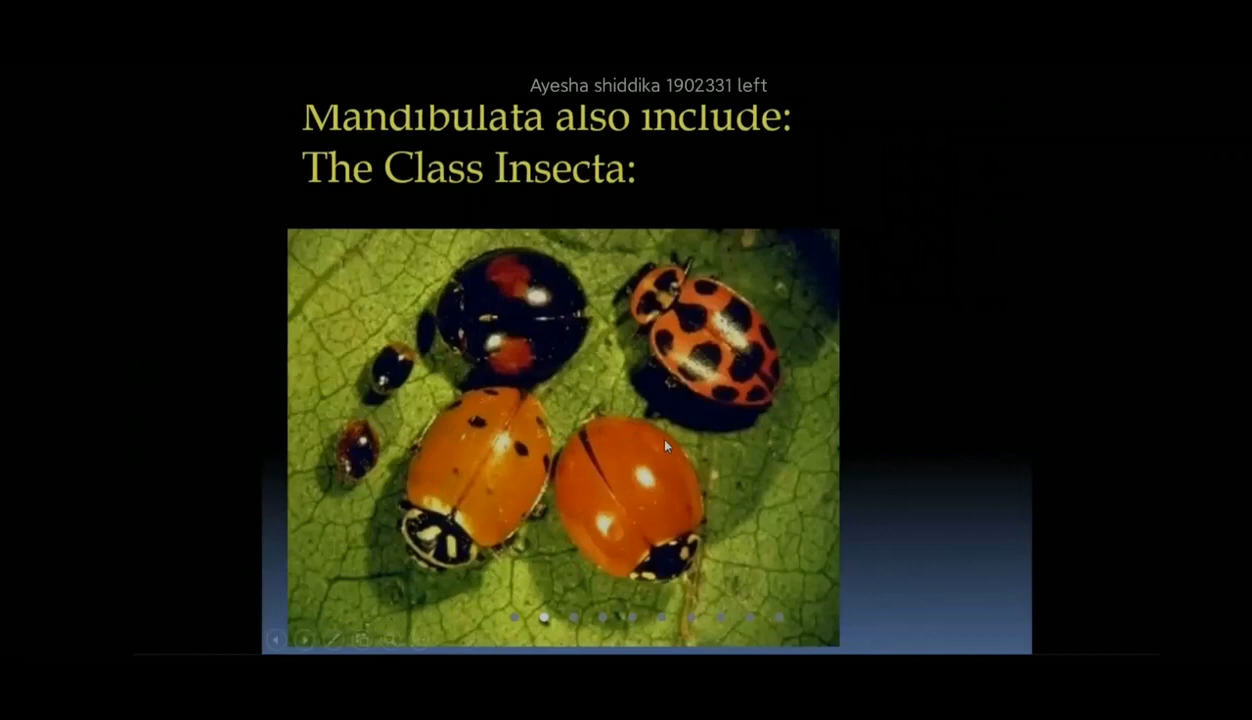 Ayesha shiddika 1902331 left
Mandibulata also include:
The Class Insecta: